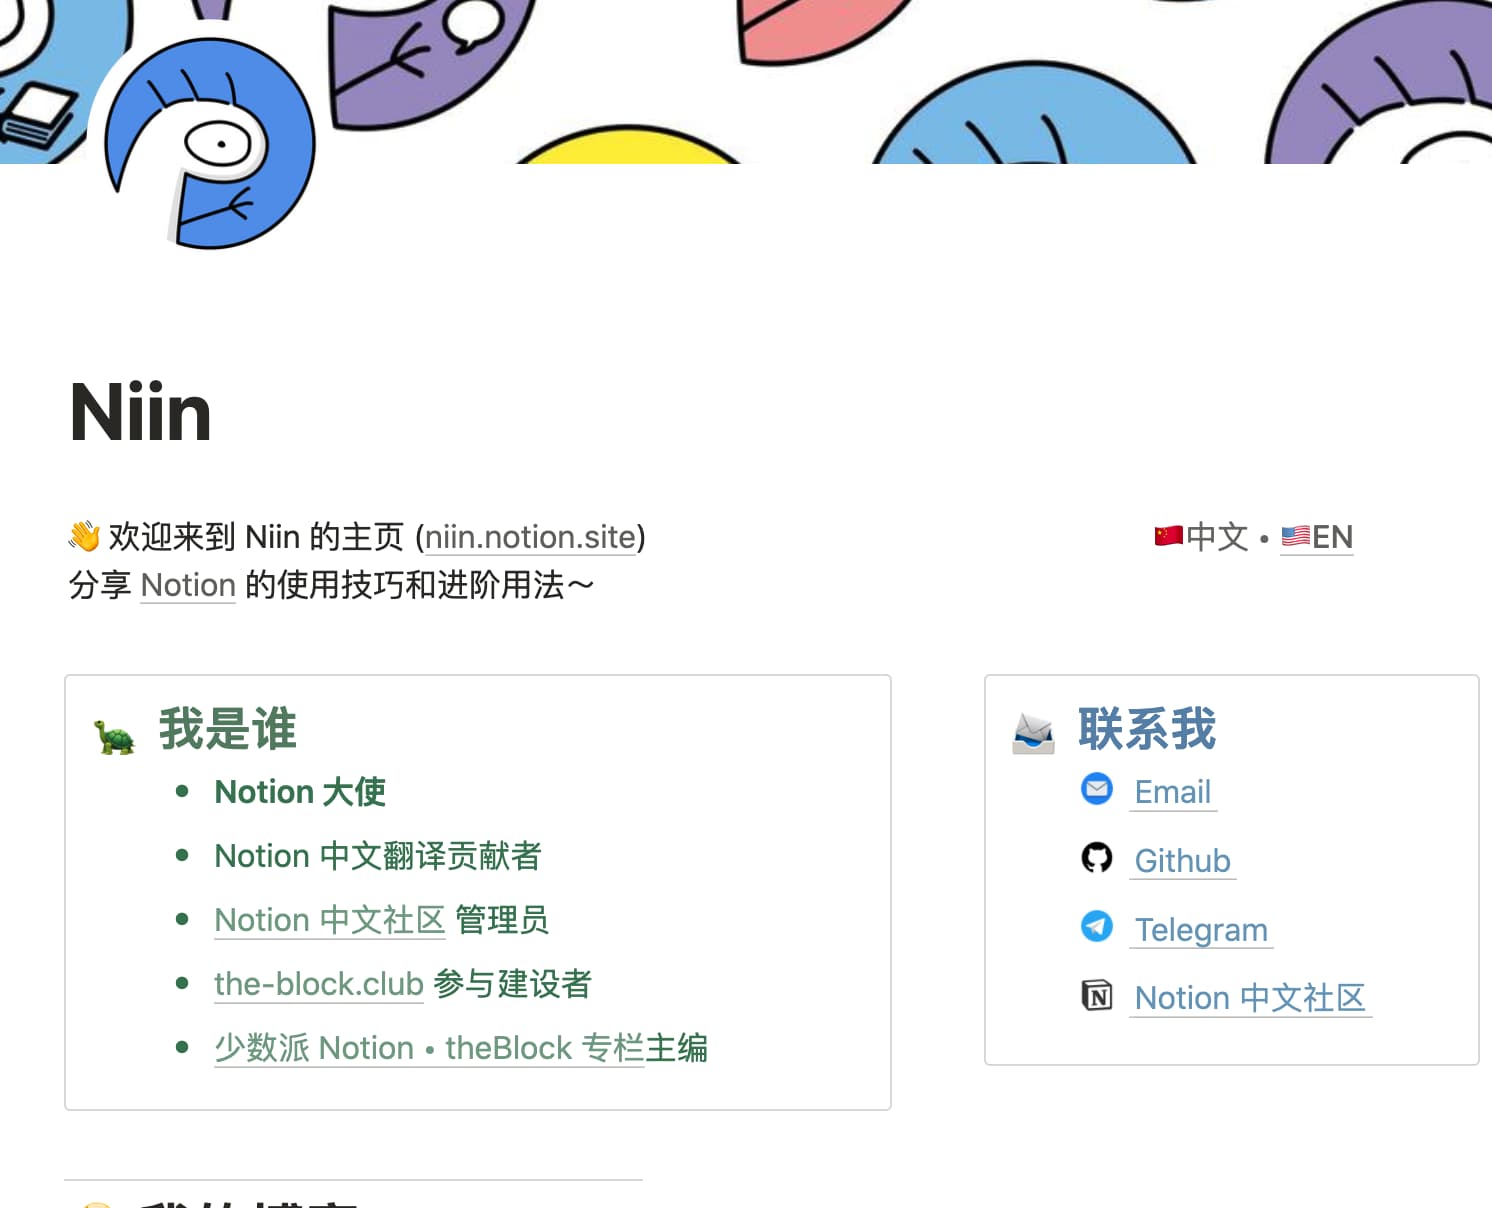 Niin
👋 欢迎来到 Niin 的主页 (niin.notion.site)
🇨🇳中文 • 🇺🇸EN
分享 Notion 的使用技巧和进阶用法～
🐢 我是谁
• Notion 大使
• Notion 中文翻译贡献者
• Notion 中文社区 管理员
• the-block.club 参与建设者
• 少数派 Notion • theBlock 专栏主编
📨 联系我
Email
Github
Telegram
Notion 中文社区